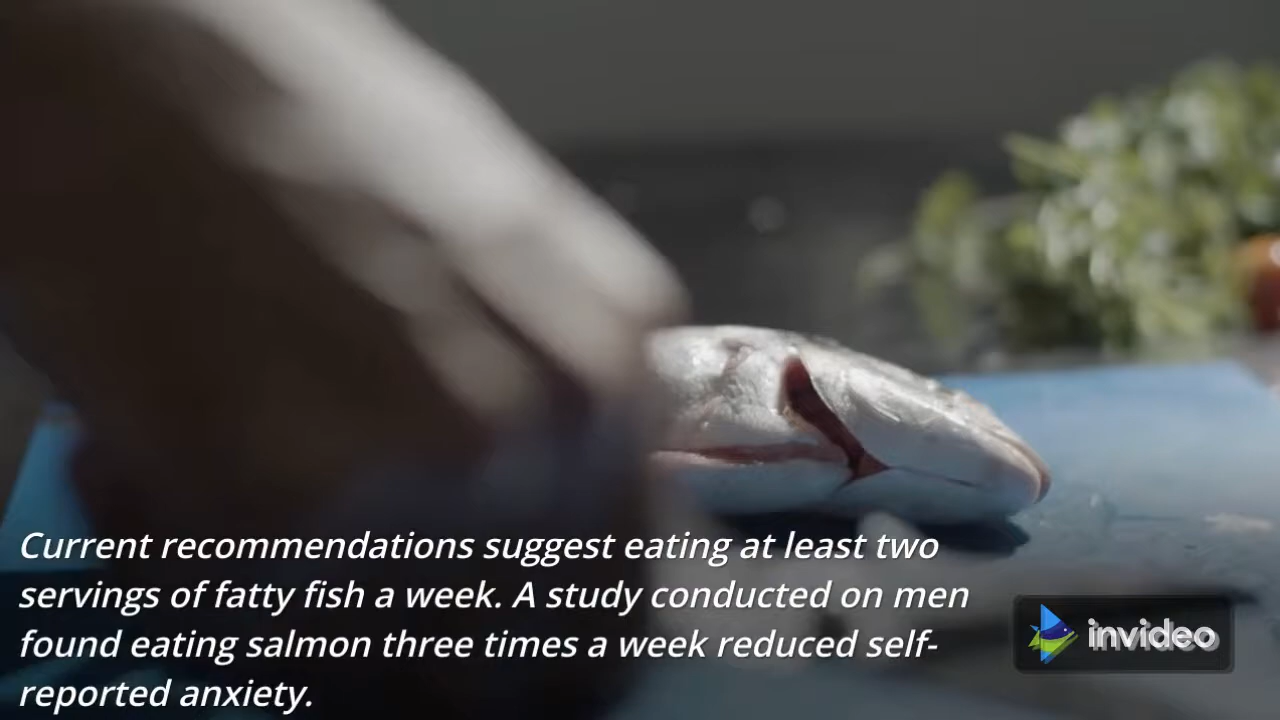 Current recommendations suggest eating at least two
servings of fatty fish a week. A study conducted on men
found eating salmon three times a week reduced self-
reported anxiety.
invideo